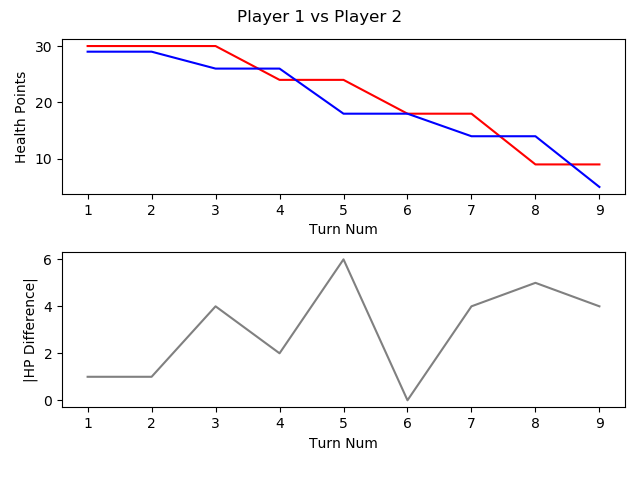 Player 1 vs Player 2
30
20
10
Health Points
1 2 3 4 5 6 7 8 9
Turn Num
6
4
2
0
|HP Difference|
1 2 3 4 5 6 7 8 9
Turn Num